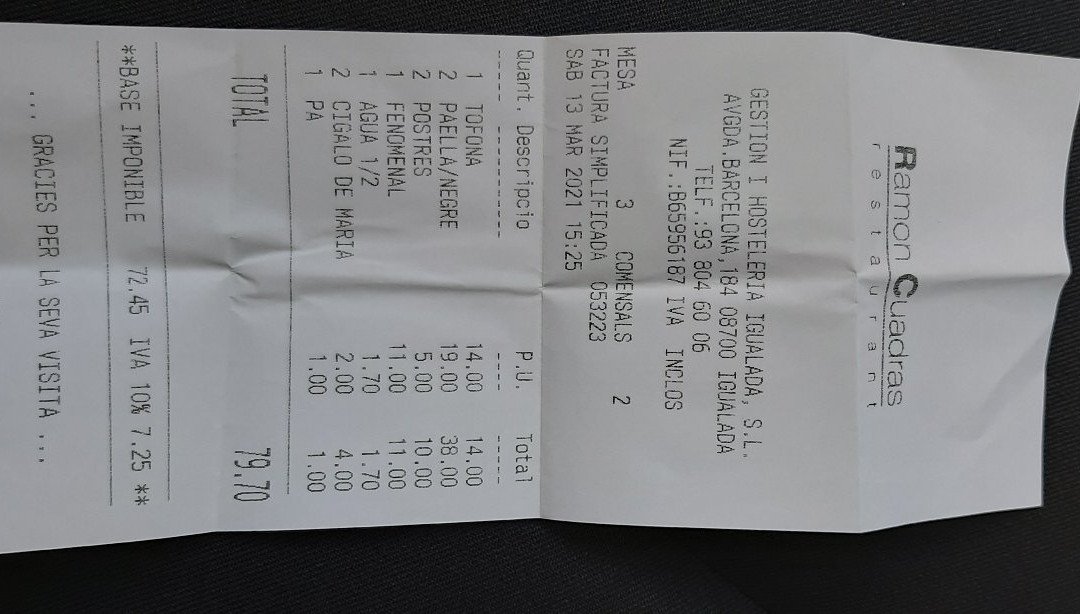 Ramon Cuadras
restaurant
GESTION I HOSTELERIA IGUALADA, S.L.
AVGDA.BARCELONA,184 08700 IGUALADA
TELF.:93 804 60 06
NIF.:B65956187 IVA INCLOS
MESA 3 COMENSALS 2
FACTURA SIMPLIFICADA 053223
SAB 13 MAR 2021 15:25
Quant. Descripcio P.U. Total
----- ---------- ---- -----
1 TOFONA 14.00 14.00
2 PAELLA/NEGRE 19.00 38.00
2 POSTRES 5.00 10.00
1 FENOMENAL 11.00 11.00
1 AGUA 1/2 1.70 1.70
2 CIGALO DE MARIA 2.00 4.00
1 PA 1.00 1.00
TOTAL 79.70
**BASE IMPONIBLE 72.45 IVA 10% 7.25 **
... GRACIES PER LA SEVA VISITA ...